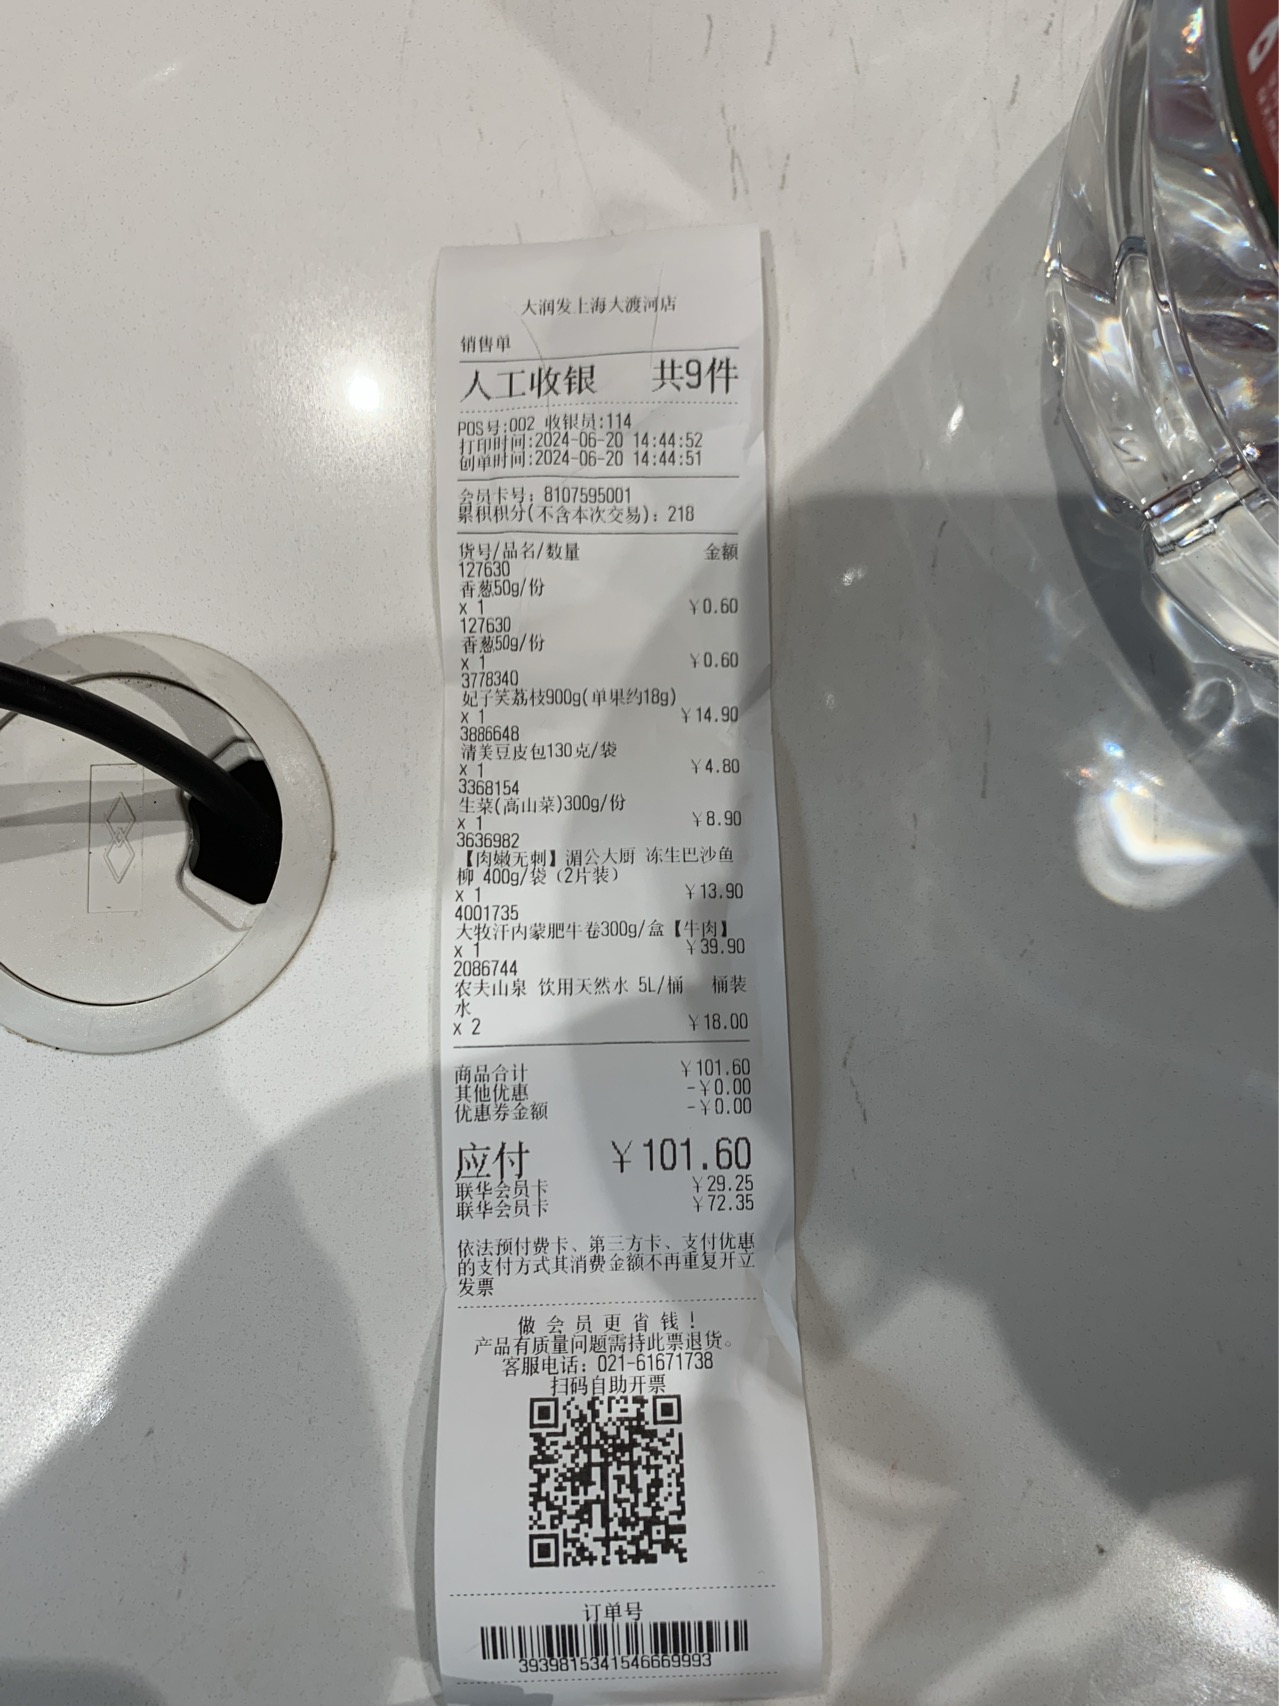 大润发上海大渡河店
销售单
人工收银 共9件
POS号:002 收银员:114
打印时间:2024-06-20 14:44:52
创单时间:2024-06-20 14:44:51
会员卡号: 8107595001
累积积分(不含本次交易): 218
货号/品名/数量 金额
127630
香葱50g/份
x 1 ¥0.60
127630
香葱50g/份
x 1 ¥0.60
3778340
妃子笑荔枝900g(单果约18g)
x 1 ¥14.90
3886648
清美豆皮包130克/袋
x 1 ¥4.80
3368154
生菜(高山菜)300g/份
x 1 ¥8.90
3636982
【肉嫩无刺】湄公大厨 冻生巴沙鱼
柳 400g/袋（2片装）
x 1 ¥13.90
4001735
大牧汗内蒙肥牛卷300g/盒【牛肉】
x 1 ¥39.90
2086744
农夫山泉 饮用天然水 5L/桶 桶装
水
x 2 ¥18.00
商品合计 ¥101.60
其他优惠 -¥0.00
优惠券金额 -¥0.00
应付 ¥101.60
联华会员卡 ¥29.25
联华会员卡 ¥72.35
依法预付费卡、第三方卡、支付优惠
的支付方式其消费金额不再重复开立
发票
做会员更省钱！
产品有质量问题需持此票退货。
客服电话: 021-61671738
扫码自助开票
订单号
3939815341546669993